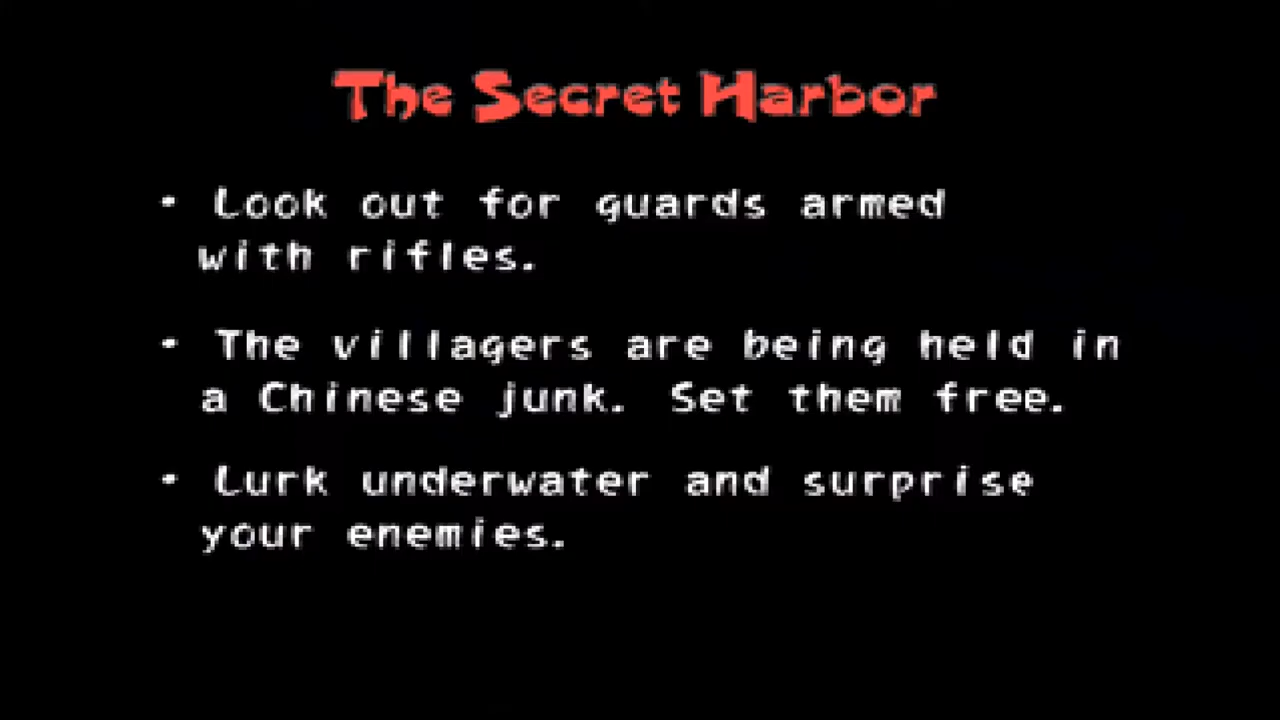 The Secret Harbor
• Look out for guards armed
with rifles.
• The villagers are being held in
a Chinese junk. Set them free.
• Lurk underwater and surprise
your enemies.